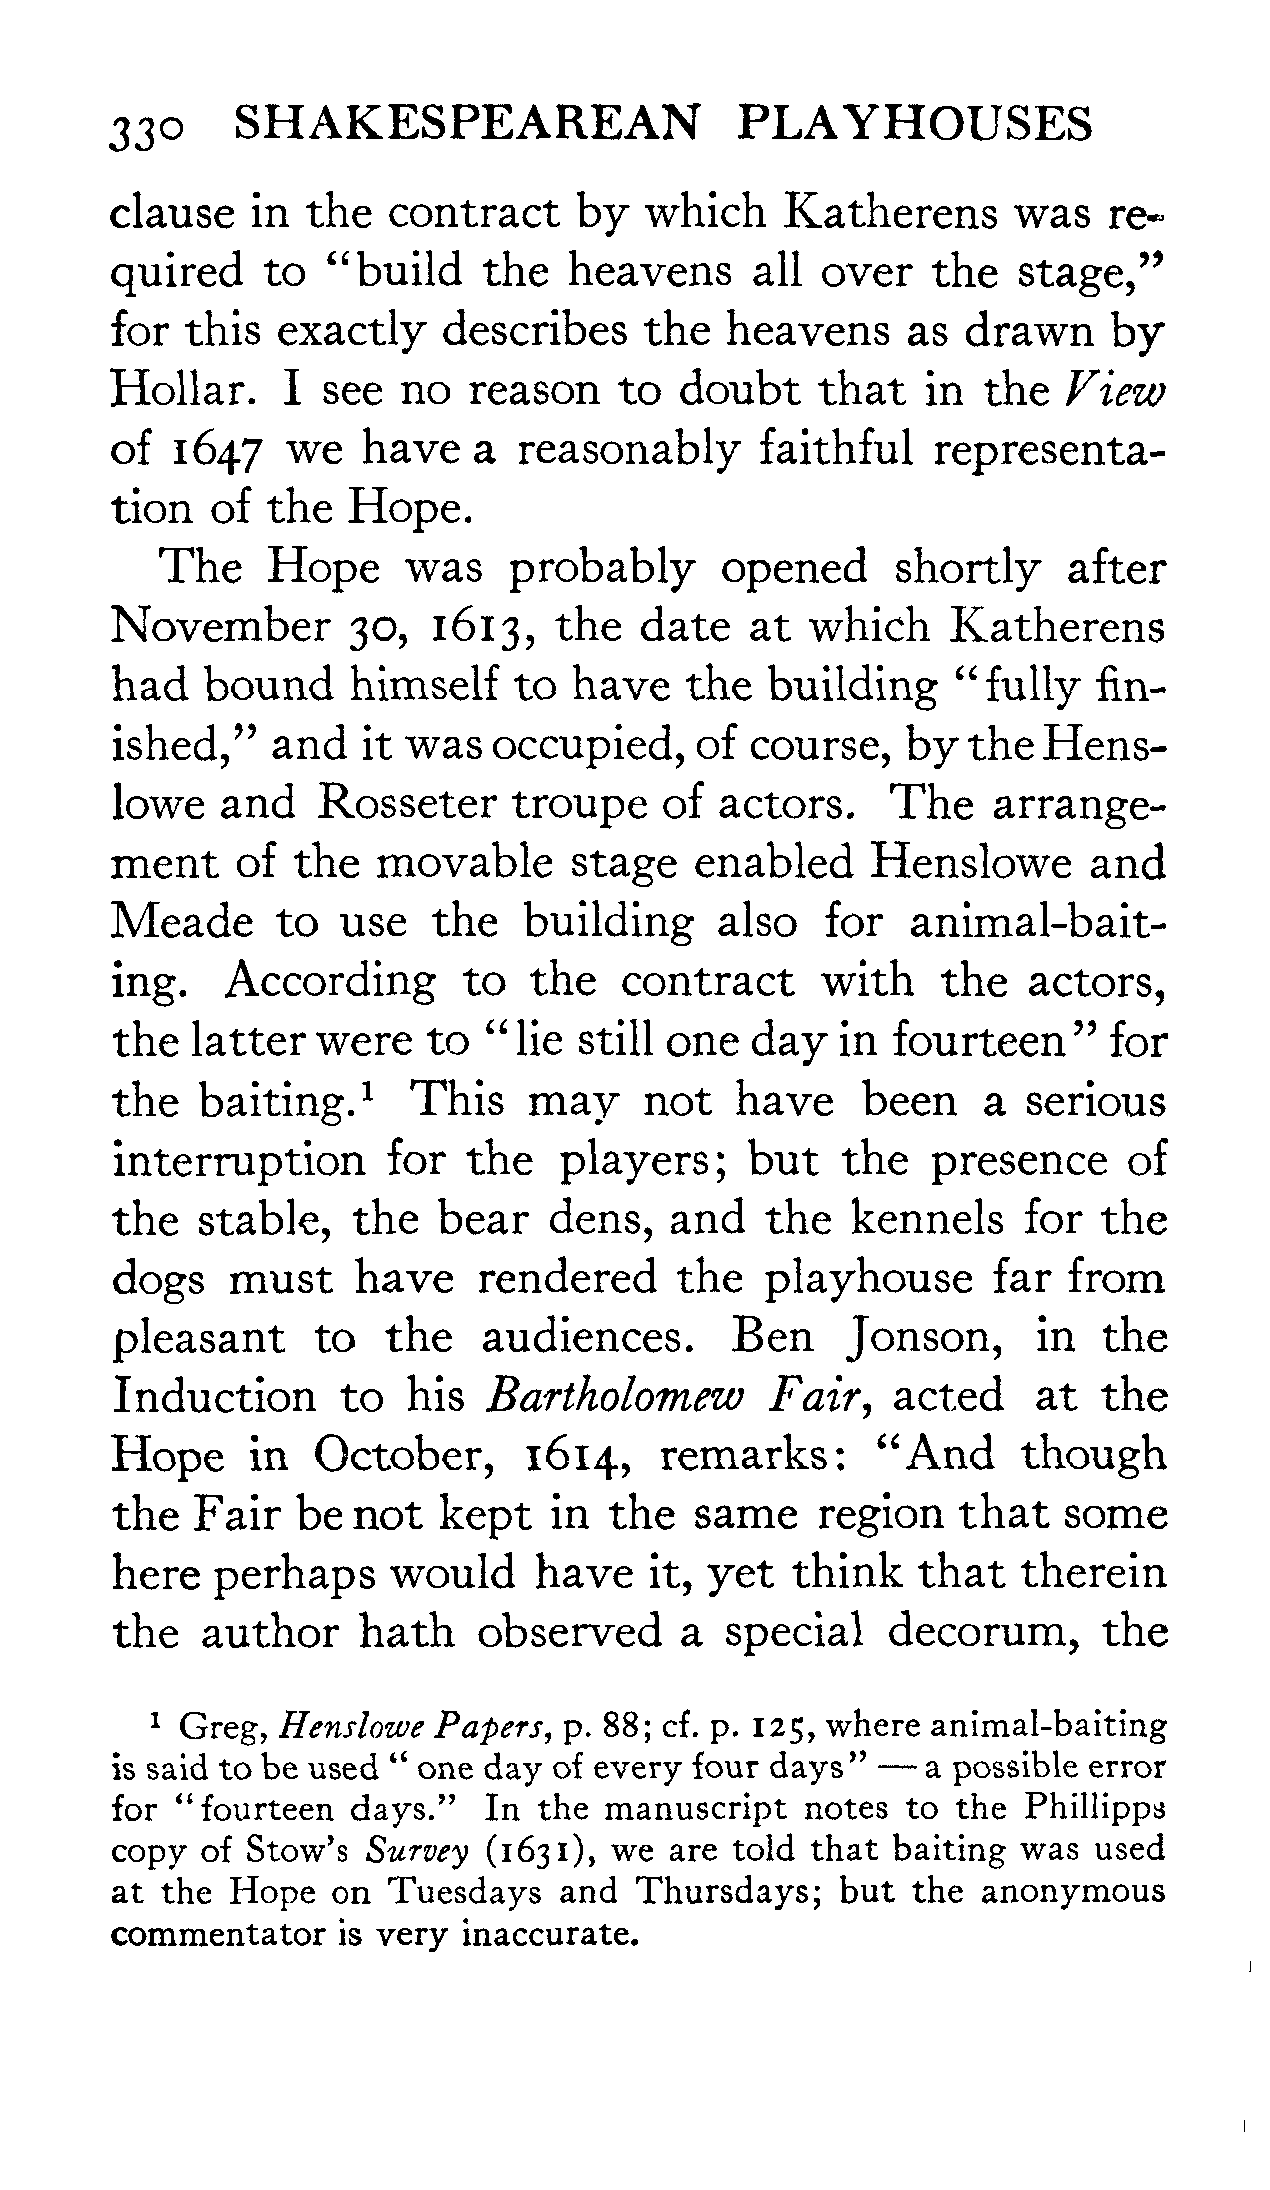 330 SHAKESPEAREAN PLAYHOUSES
clause in the contract by which Katherens was re-
quired to "build the heavens all over the stage,"
for this exactly describes the heavens as drawn by
Hollar. I see no reason to doubt that in the View
of 1647 we have a reasonably faithful representa-
tion of the Hope.
The Hope was probably opened shortly after
November 30, 1613, the date at which Katherens
had bound himself to have the building "fully fin-
ished," and it was occupied, of course, by the Hens-
lowe and Rosseter troupe of actors. The arrange-
ment of the movable stage enabled Henslowe and
Meade to use the building also for animal-bait-
ing. According to the contract with the actors,
the latter were to "lie still one day in fourteen" for
the baiting.¹ This may not have been a serious
interruption for the players; but the presence of
the stable, the bear dens, and the kennels for the
dogs must have rendered the playhouse far from
pleasant to the audiences. Ben Jonson, in the
Induction to his Bartholomew Fair, acted at the
Hope in October, 1614, remarks: "And though
the Fair be not kept in the same region that some
here perhaps would have it, yet think that therein
the author hath observed a special decorum, the
¹ Greg, Henslowe Papers, p. 88; cf. p. 125, where animal-baiting
is said to be used "one day of every four days" — a possible error
for "fourteen days." In the manuscript notes to the Phillipps
copy of Stow's Survey (1631), we are told that baiting was used
at the Hope on Tuesdays and Thursdays; but the anonymous
commentator is very inaccurate.